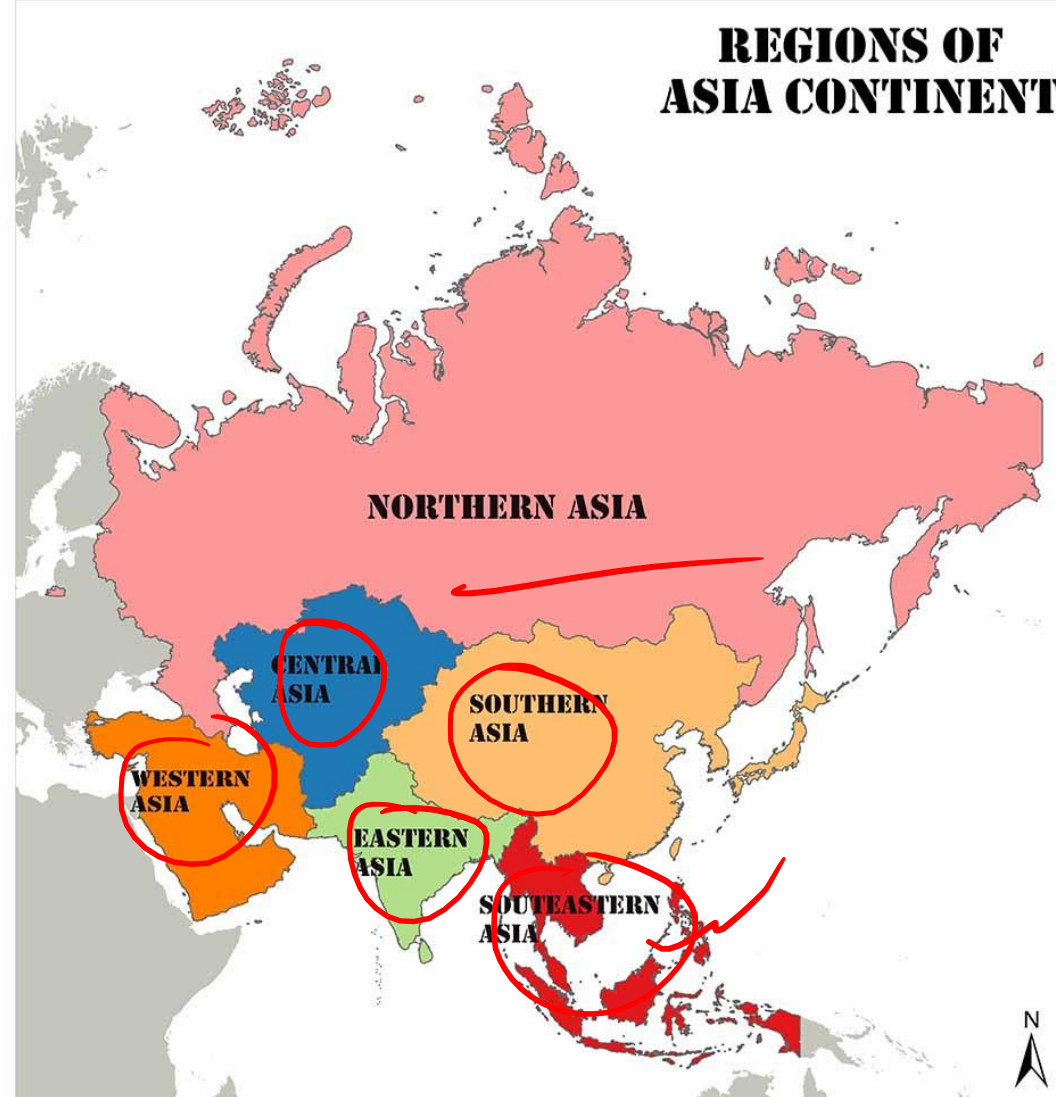 REGIONS OF
ASIA CONTINENT
NORTHERN ASIA
CENTRAL
ASIA
SOUTHERN
ASIA
WESTERN
ASIA
EASTERN
ASIA
SOUTEASTERN
ASIA
N